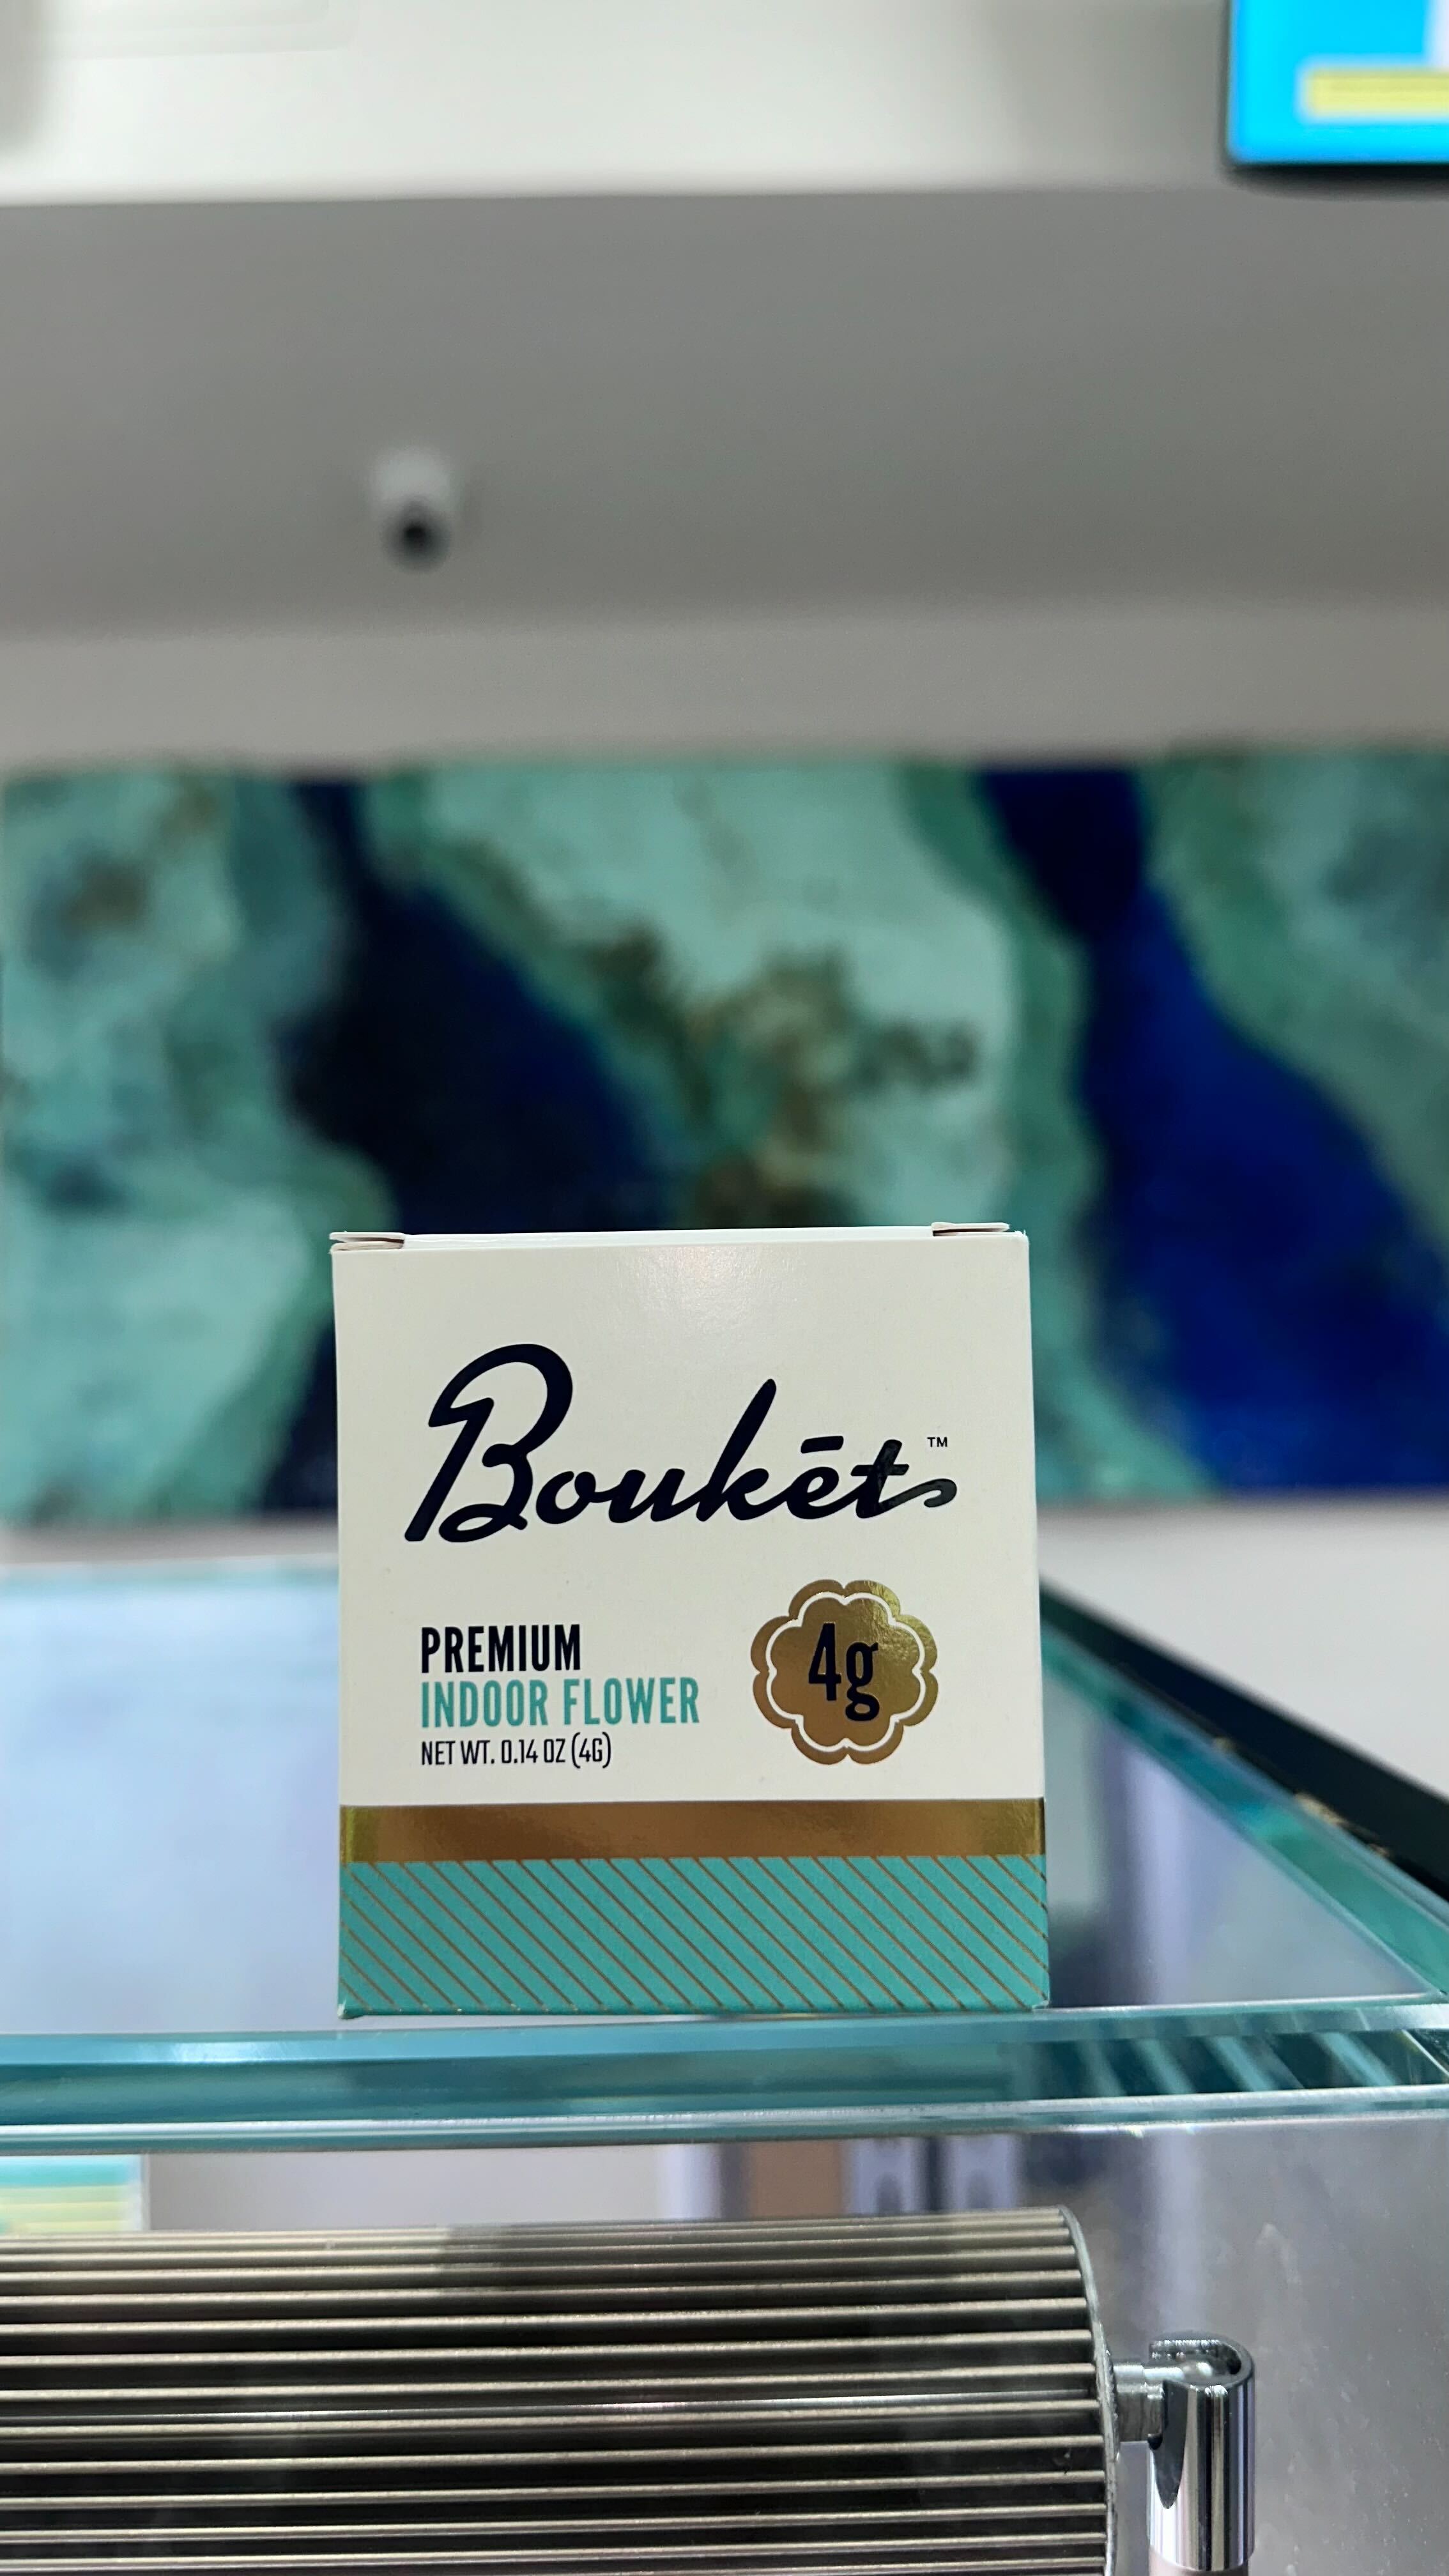 Boukēt™
PREMIUM
INDOOR FLOWER
NET WT. 0.14 OZ (4G)
4g